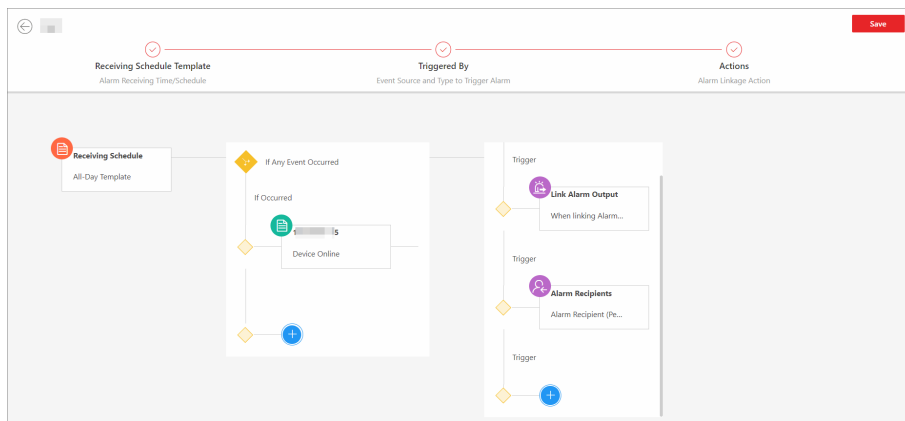 Save
Receiving Schedule Template
Alarm Receiving Time/Schedule
Triggered By
Event Source and Type to Trigger Alarm
Actions
Alarm Linkage Action
Receiving Schedule
All-Day Template
If Any Event Occurred
If Occurred
Device Online
Trigger
Link Alarm Output
When linking Alarm...
Trigger
Alarm Recipients
Alarm Recipient (Pe...
Trigger